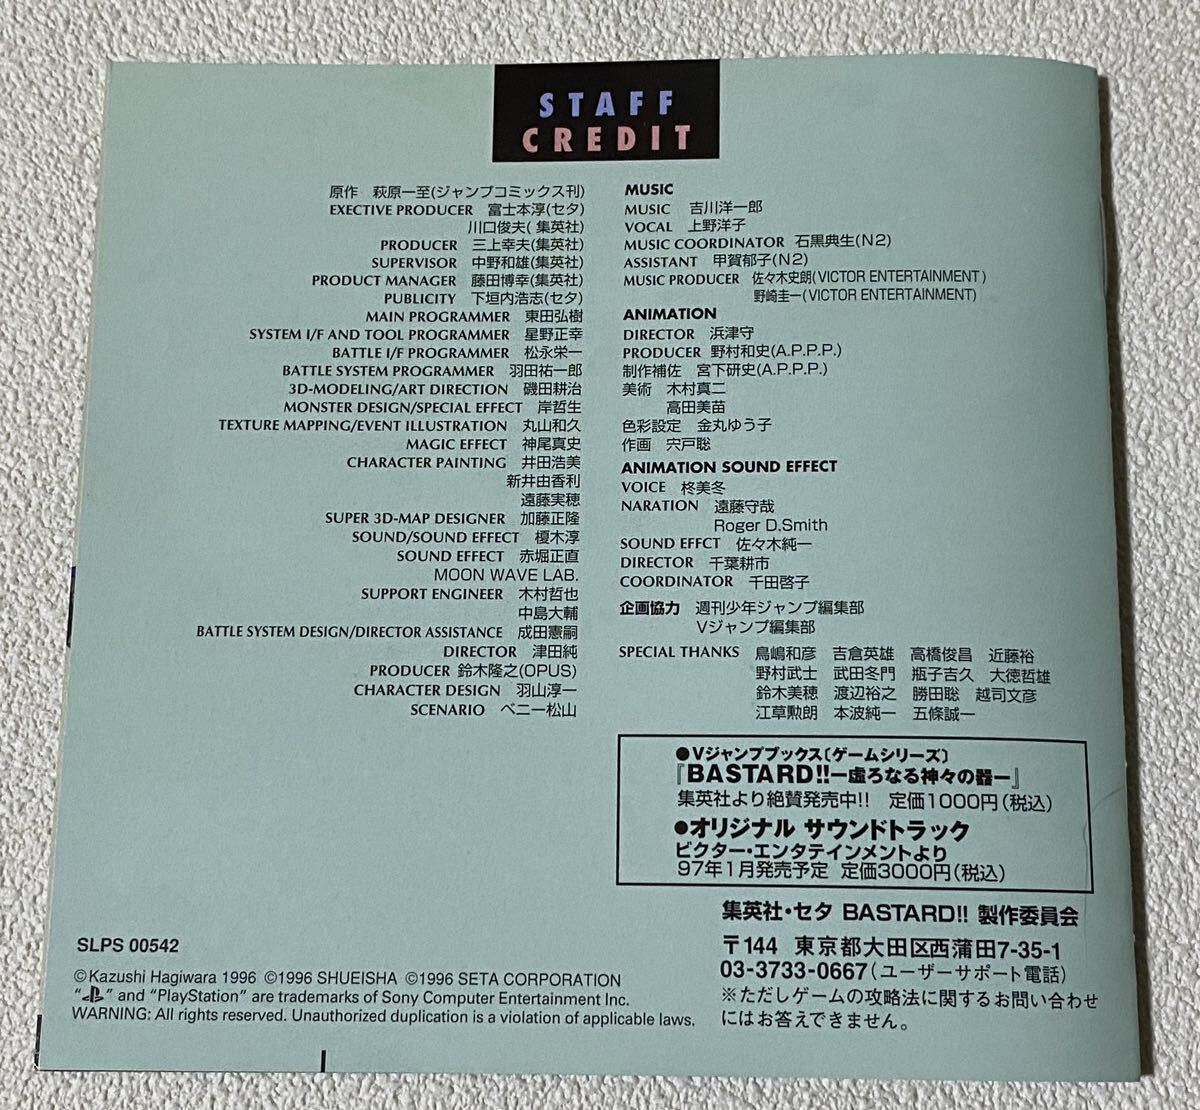 STAFF
CREDIT
原作 萩原一至(ジャンプコミックス刊)
EXECTIVE PRODUCER 富士本淳(セタ)
川口俊夫( 集英社)
PRODUCER 三上幸夫(集英社)
SUPERVISOR 中野和雄(集英社)
PRODUCT MANAGER 藤田博幸(集英社)
PUBLICITY 下垣内浩志(セタ)
MAIN PROGRAMMER 東田弘樹
SYSTEM I/F AND TOOL PROGRAMMER 星野正幸
BATTLE I/F PROGRAMMER 松永栄一
BATTLE SYSTEM PROGRAMMER 羽田祐一郎
3D-MODELING/ART DIRECTION 磯田耕治
MONSTER DESIGN/SPECIAL EFFECT 岸哲生
TEXTURE MAPPING/EVENT ILLUSTRATION 丸山和久
MAGIC EFFECT 神尾真史
CHARACTER PAINTING 井田浩美
新井由香利
遠藤実穂
SUPER 3D-MAP DESIGNER 加藤正隆
SOUND/SOUND EFFECT 榎木淳
SOUND EFFECT 赤堀正直
MOON WAVE LAB.
SUPPORT ENGINEER 木村哲也
中島大輔
BATTLE SYSTEM DESIGN/DIRECTOR ASSISTANCE 成田憲嗣
DIRECTOR 津田純
PRODUCER 鈴木隆之(OPUS)
CHARACTER DESIGN 羽山淳一
SCENARIO ベニー松山
MUSIC
MUSIC 吉川洋一郎
VOCAL 上野洋子
MUSIC COORDINATOR 石黒典生(N2)
ASSISTANT 甲賀郁子(N2)
MUSIC PRODUCER 佐々木史朗(VICTOR ENTERTAINMENT)
野崎圭一(VICTOR ENTERTAINMENT)
ANIMATION
DIRECTOR 浜津守
PRODUCER 野村和史(A.P.P.P.)
制作補佐 宮下研史(A.P.P.P.)
美術 木村真二
高田美苗
色彩設定 金丸ゆう子
作画 宍戸聡
ANIMATION SOUND EFFECT
VOICE 柊美冬
NARATION 遠藤守哉
Roger D.Smith
SOUND EFFCT 佐々木純一
DIRECTOR 千葉耕市
COORDINATOR 千田啓子
企画協力 週刊少年ジャンプ編集部
Vジャンプ編集部
SPECIAL THANKS 鳥嶋和彦 吉倉英雄 高橋俊昌 近藤裕
野村武士 武田冬門 瓶子吉久 大徳哲雄
鈴木美穂 渡辺裕之 勝田聡 越司文彦
江草勲朗 本波純一 五條誠一
●Vジャンプブックス〔ゲームシリーズ〕
『BASTARD!!ー虚ろなる神々の器ー』
集英社より絶賛発売中!! 定価1000円(税込)
●オリジナル サウンドトラック
ビクター・エンタテインメントより
97年1月発売予定 定価3000円(税込)
集英社・セタ BASTARD!! 製作委員会
〒144 東京都大田区西蒲田7-35-1
03-3733-0667(ユーザーサポート電話)
※ただしゲームの攻略法に関するお問い合わせ
にはお答えできません。
SLPS 00542
©Kazushi Hagiwara 1996 ©1996 SHUEISHA ©1996 SETA CORPORATION
" " and "PlayStation" are trademarks of Sony Computer Entertainment Inc.
WARNING: All rights reserved. Unauthorized duplication is a violation of applicable laws.